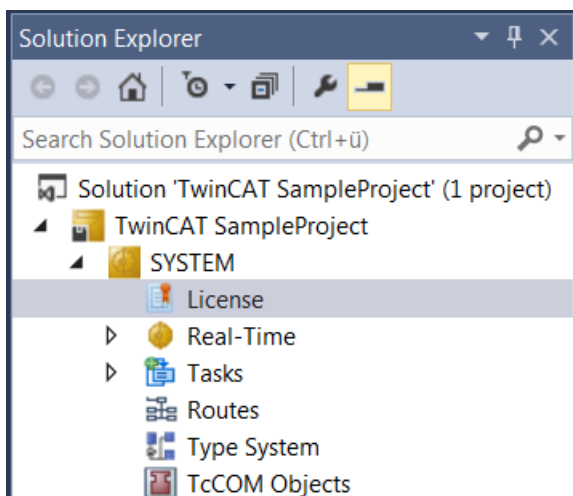 Solution Explorer
Search Solution Explorer (Ctrl+ü)
Solution 'TwinCAT SampleProject' (1 project)
TwinCAT SampleProject
SYSTEM
License
Real-Time
Tasks
Routes
Type System
TcCOM Objects